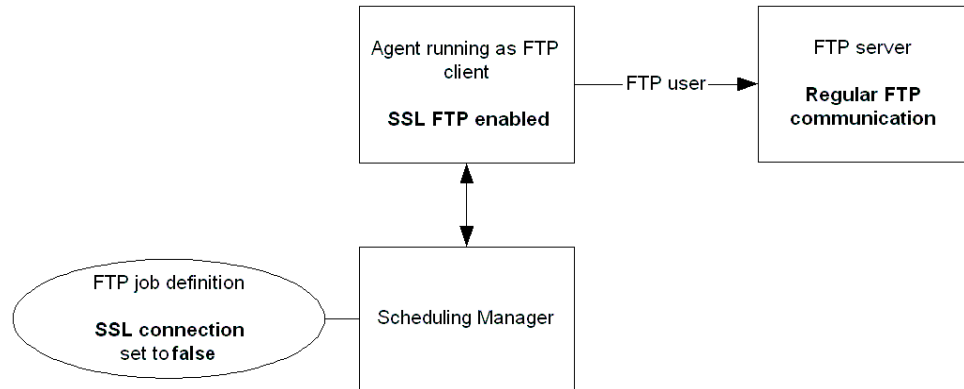 Agent running as FTP
client
SSL FTP enabled
FTP user
FTP server
Regular FTP
communication
FTP job definition
SSL connection
set to false
Scheduling Manager